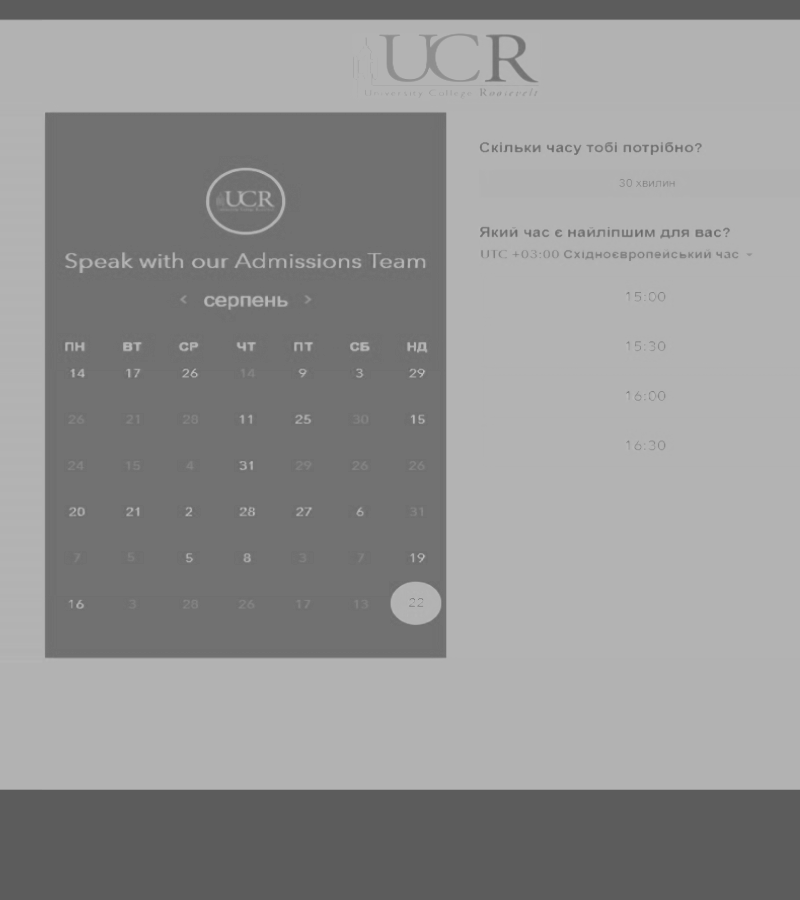 UCR
University College Roosevelt
UCR
Speak with our Admissions Team
‹ серпень ›
ПН ВТ СР ЧТ ПТ СБ НД
14 17 26 14 9 3 29
26 21 28 11 25 30 15
24 15 4 31 29 26 26
20 21 2 28 27 6 31
7 5 5 8 3 7 19
16 3 28 26 17 13 22
Скільки часу тобі потрібно?
30 хвилин
Який час є найліпшим для вас?
UTC +03:00 Східноєвропейський час
15:00
15:30
16:00
16:30